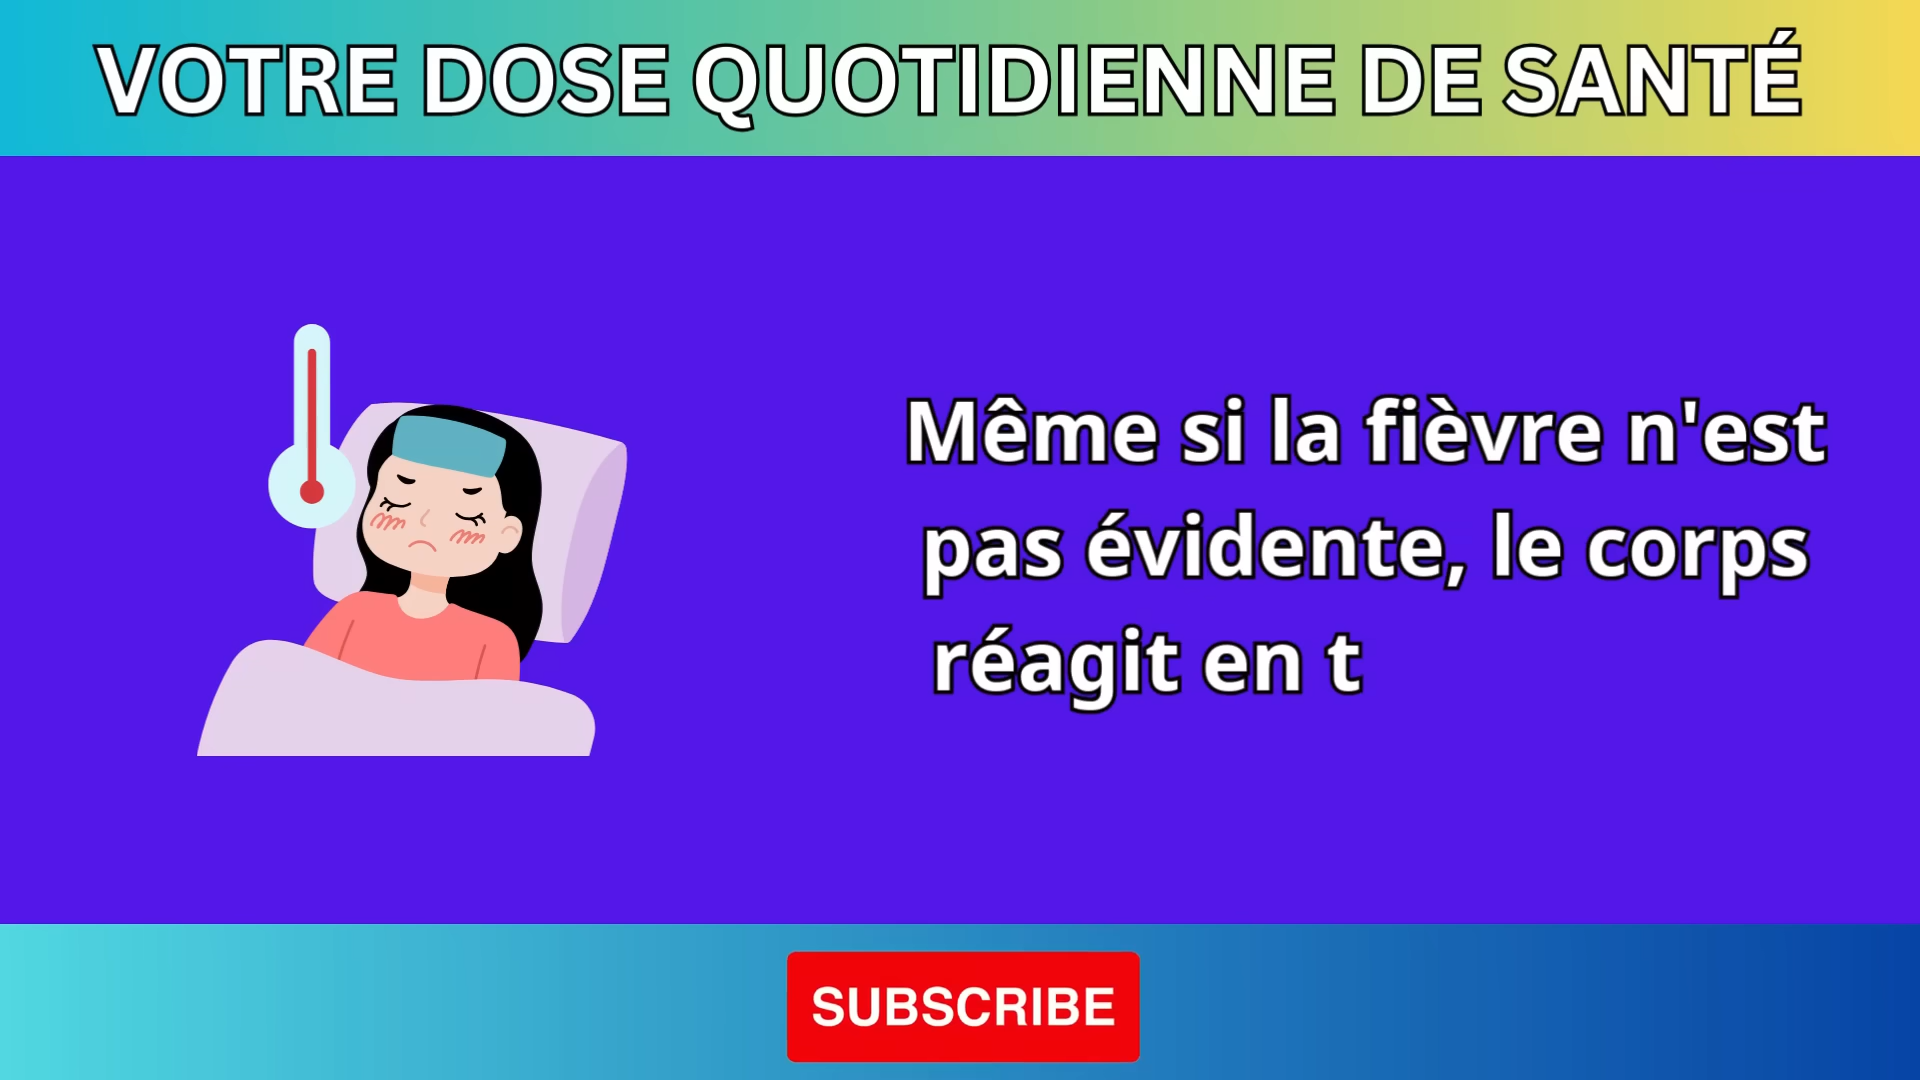 VOTRE DOSE QUOTIDIENNE DE SANTÉ
Même si la fièvre n'est
pas évidente, le corps
réagit en t
SUBSCRIBE